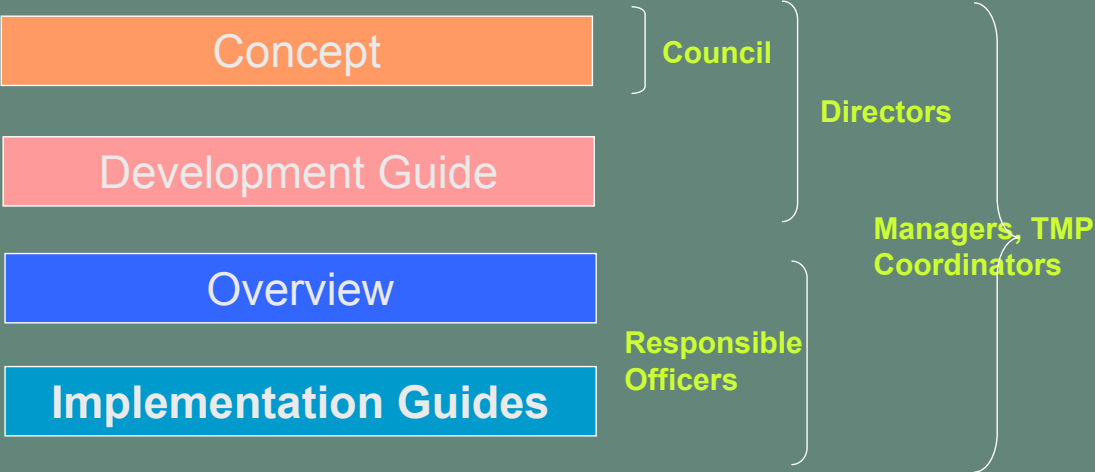 Concept
Council
Directors
Development Guide
Managers, TMP
Coordinators
Overview
Responsible
Officers
Implementation Guides